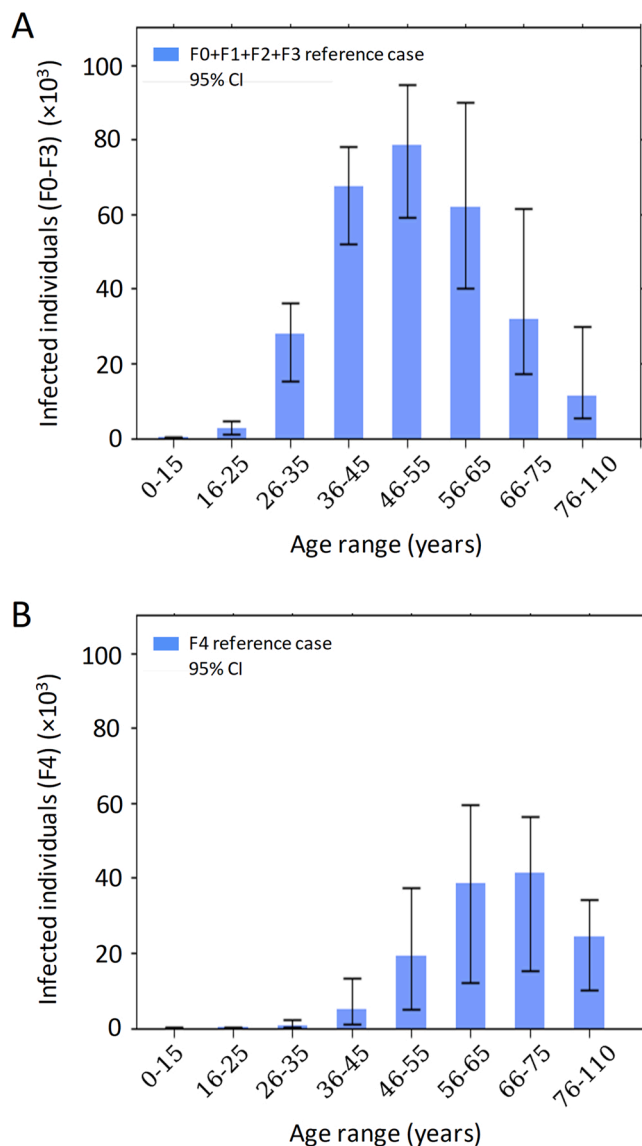 A
F0+F1+F2+F3 reference case
95% CI
Infected individuals (F0-F3) (×10³)
100
80
60
40
20
0
0-15
16-25
26-35
36-45
46-55
56-65
66-75
76-110
Age range (years)
B
F4 reference case
95% CI
Infected individuals (F4) (×10³)
100
80
60
40
20
0
0-15
16-25
26-35
36-45
46-55
56-65
66-75
76-110
Age range (years)